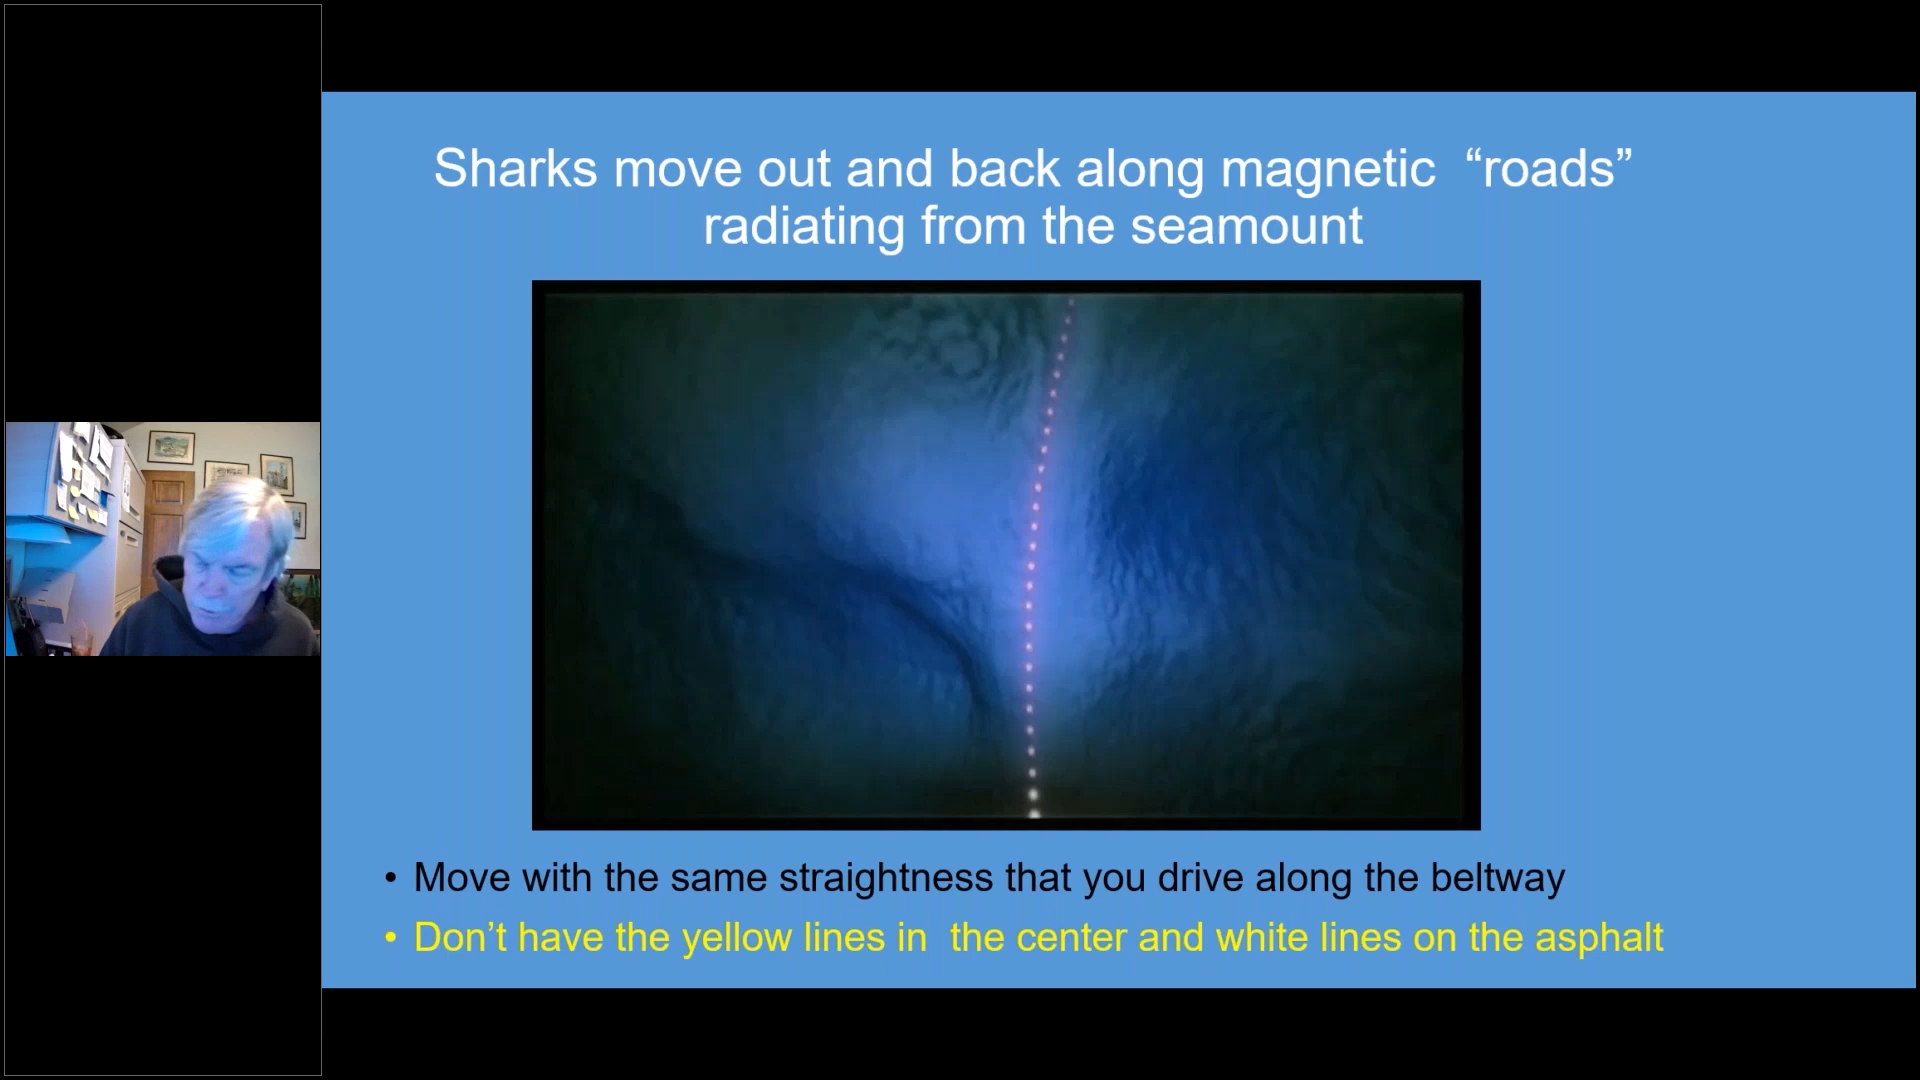 Sharks move out and back along magnetic  “roads”
radiating from the seamount
• Move with the same straightness that you drive along the beltway
• Don’t have the yellow lines in  the center and white lines on the asphalt